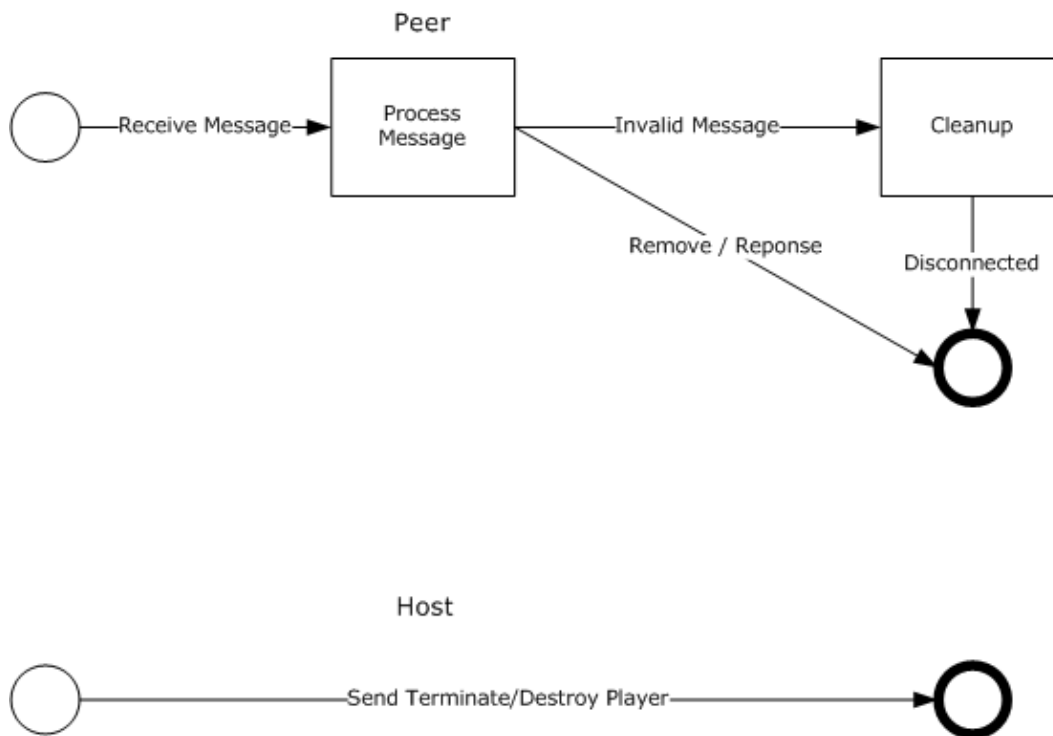 Peer
Receive Message
Process
Message
Invalid Message
Cleanup
Remove / Reponse
Disconnected
Host
Send Terminate/Destroy Player